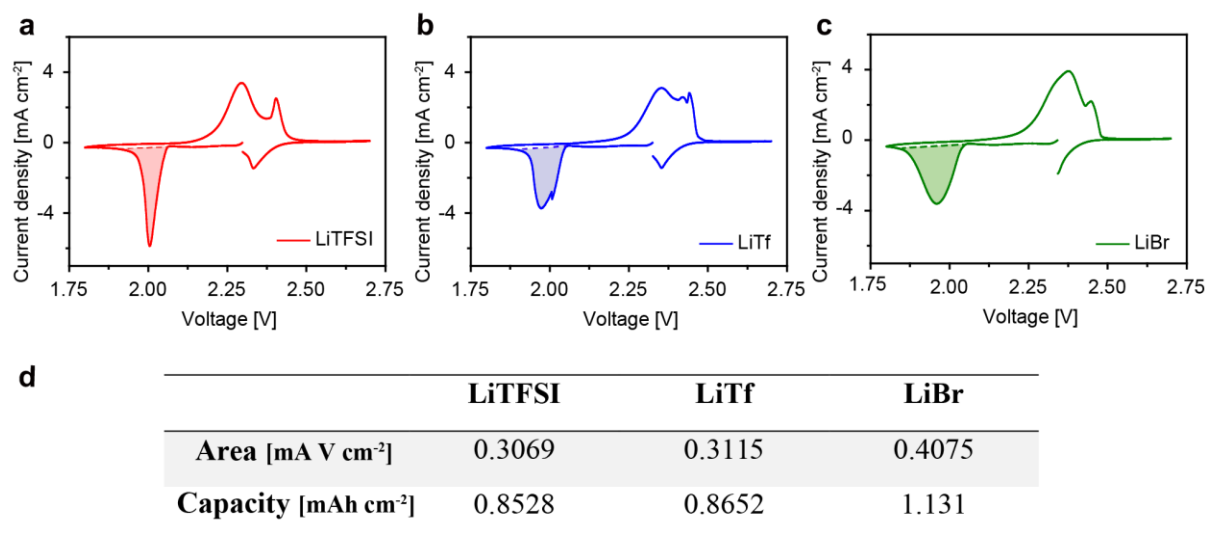 a
Current density [mA cm⁻²]
4
0
-4
LiTFSI
1.75 2.00 2.25 2.50 2.75
Voltage [V]
b
Current density [mA cm⁻²]
4
0
-4
LiTf
1.75 2.00 2.25 2.50 2.75
Voltage [V]
c
Current density [mA cm⁻²]
4
0
-4
LiBr
1.75 2.00 2.25 2.50 2.75
Voltage [V]
d
LiTFSI LiTf LiBr
Area [mA V cm⁻²] 0.3069 0.3115 0.4075
Capacity [mAh cm⁻²] 0.8528 0.8652 1.131